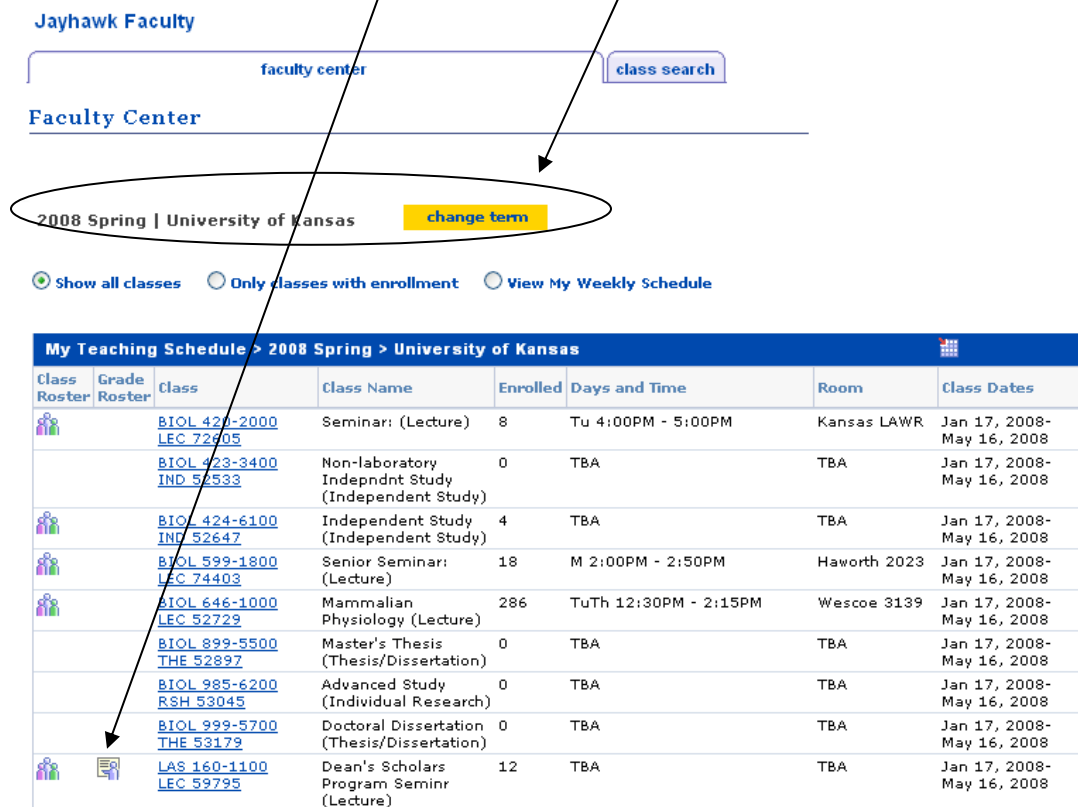 Jayhawk Faculty
faculty center class search
Faculty Center
2008 Spring | University of Kansas change term
Show all classes Only classes with enrollment View My Weekly Schedule
My Teaching Schedule > 2008 Spring > University of Kansas
Class Roster Grade Roster Class Class Name Enrolled Days and Time Room Class Dates
BIOL 420-2000 Seminar: (Lecture) 8 Tu 4:00PM - 5:00PM Kansas LAWR Jan 17, 2008-
LEC 72605 May 16, 2008
BIOL 423-3400 Non-laboratory 0 TBA TBA Jan 17, 2008-
IND 52533 Indepndnt Study May 16, 2008
(Independent Study)
BIOL 424-6100 Independent Study 4 TBA TBA Jan 17, 2008-
IND 52647 (Independent Study) May 16, 2008
BIOL 599-1800 Senior Seminar: 18 M 2:00PM - 2:50PM Haworth 2023 Jan 17, 2008-
LEC 74403 (Lecture) May 16, 2008
BIOL 646-1000 Mammalian 286 TuTh 12:30PM - 2:15PM Wescoe 3139 Jan 17, 2008-
LEC 52729 Physiology (Lecture) May 16, 2008
BIOL 899-5500 Master's Thesis 0 TBA TBA Jan 17, 2008-
THE 52897 (Thesis/Dissertation) May 16, 2008
BIOL 985-6200 Advanced Study 0 TBA TBA Jan 17, 2008-
RSH 53045 (Individual Research) May 16, 2008
BIOL 999-5700 Doctoral Dissertation 0 TBA TBA Jan 17, 2008-
THE 53179 (Thesis/Dissertation) May 16, 2008
LAS 160-1100 Dean's Scholars 12 TBA TBA Jan 17, 2008-
LEC 59795 Program Seminr May 16, 2008
(Lecture)